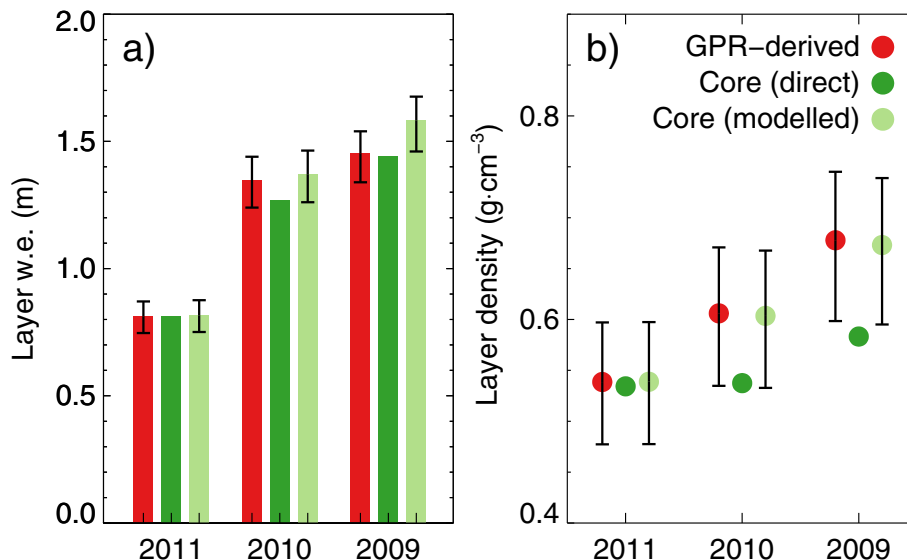 a)
Layer w.e. (m)
2.0
1.5
1.0
0.5
0.0
2011 2010 2009
b)
GPR−derived
Core (direct)
Core (modelled)
Layer density (g·cm−3)
0.8
0.6
0.4
2011 2010 2009